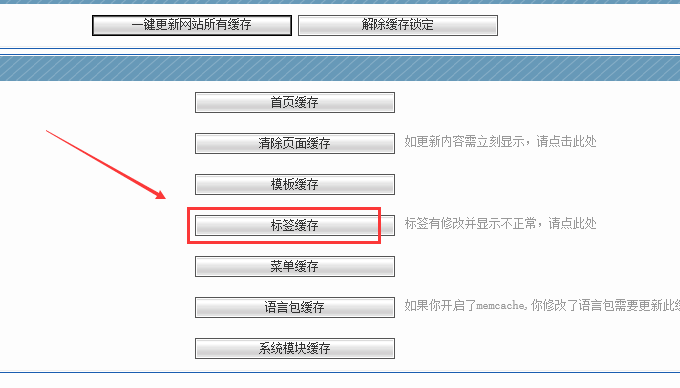 一键更新网站所有缓存 解除缓存锁定
首页缓存
清除页面缓存 如更新内容需立刻显示，请点击此处
模板缓存
标签缓存 标签有修改并显示不正常，请点此处
菜单缓存
语言包缓存 如果你开启了memcache,你修改了语言包需要更新此
系统模块缓存